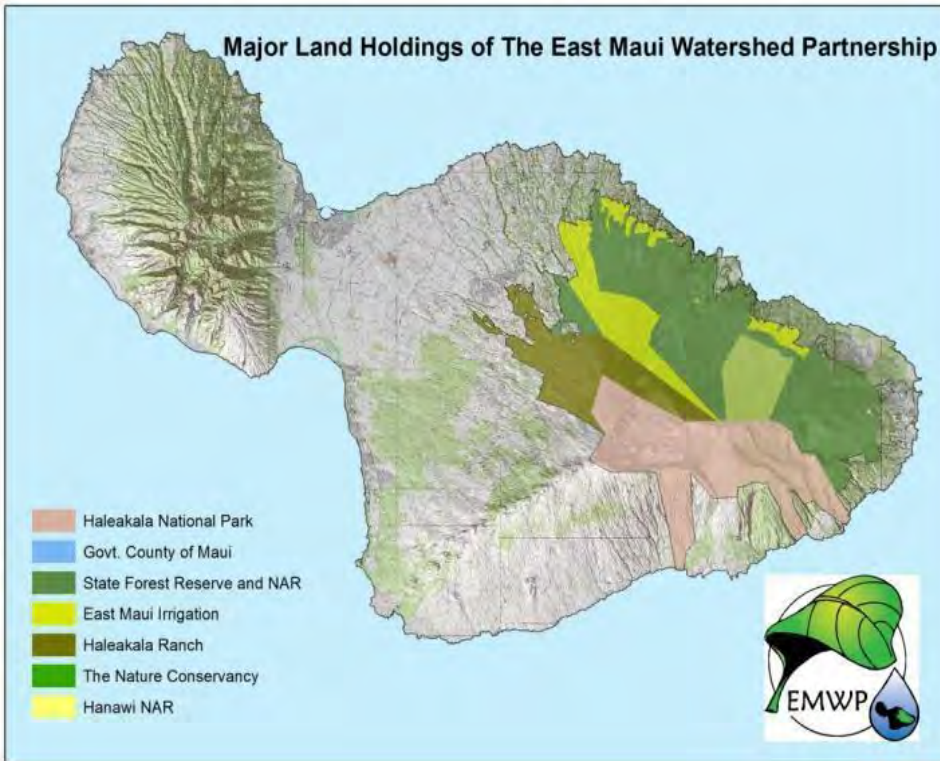 Major Land Holdings of The East Maui Watershed Partnership
Haleakala National Park
Govt. County of Maui
State Forest Reserve and NAR
East Maui Irrigation
Haleakala Ranch
The Nature Conservancy
Hanawi NAR
EMWP